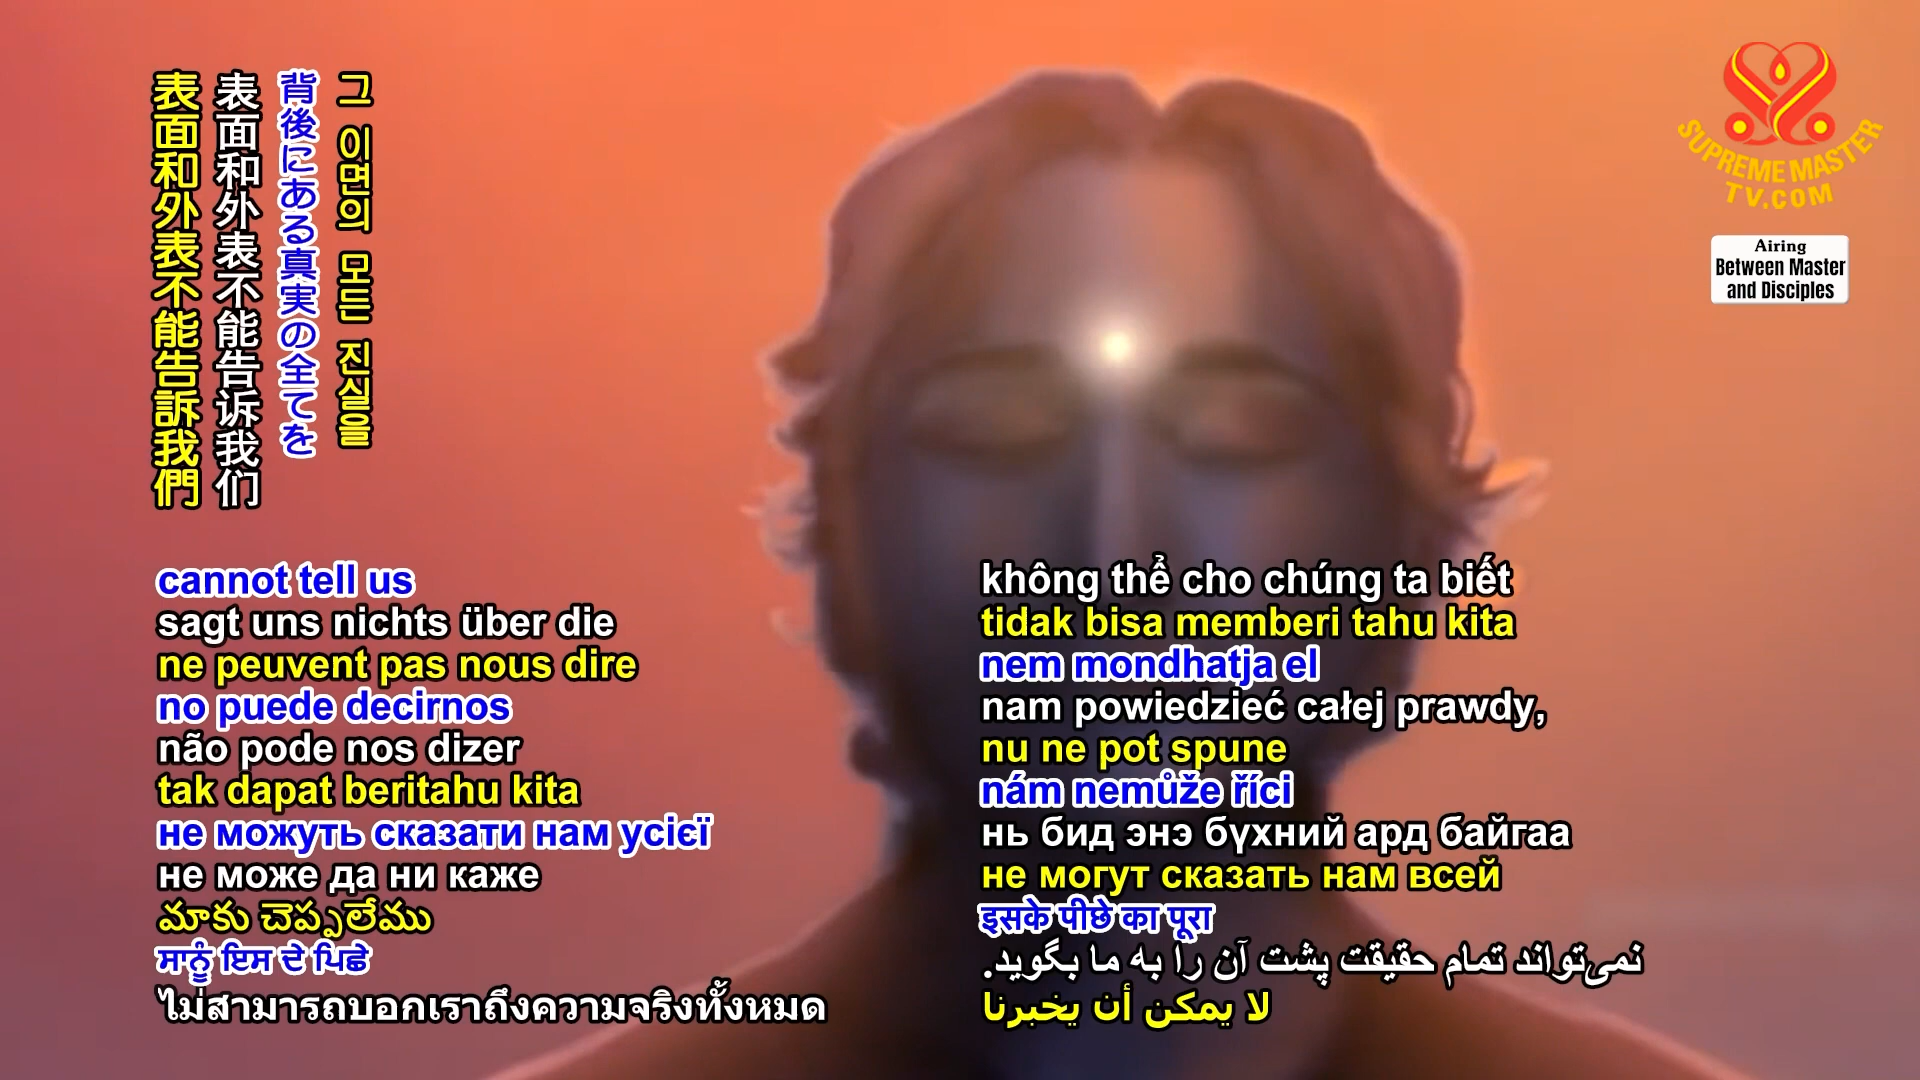 表面和外表不能告訴我們
表面和外表不能告诉我们
背後にある真実の全てを
그 이면의 모든 진실을
SUPREME MASTER
TV.COM
Airing
Between Master
and Disciples
cannot tell us
sagt uns nichts über die
ne peuvent pas nous dire
no puede decirnos
não pode nos dizer
tak dapat beritahu kita
не можуть сказати нам усієї
не може да ни каже
మాకు చెప్పలేము
ਸਾਨੂੰ ਇਸ ਦੇ ਪਿਛੇ
ไม่สามารถบอกเราถึงความจริงทั้งหมด
không thể cho chúng ta biết
tidak bisa memberi tahu kita
nem mondhatja el
nam powiedzieć całej prawdy,
nu ne pot spune
nám nemůže říci
нь бид энэ бүхний ард байгаа
не могут сказать нам всей
इसके पीछे का पूरा
نمی‌تواند تمام حقیقت پشت آن را به ما بگوید.
لا يمكن أن يخبرنا